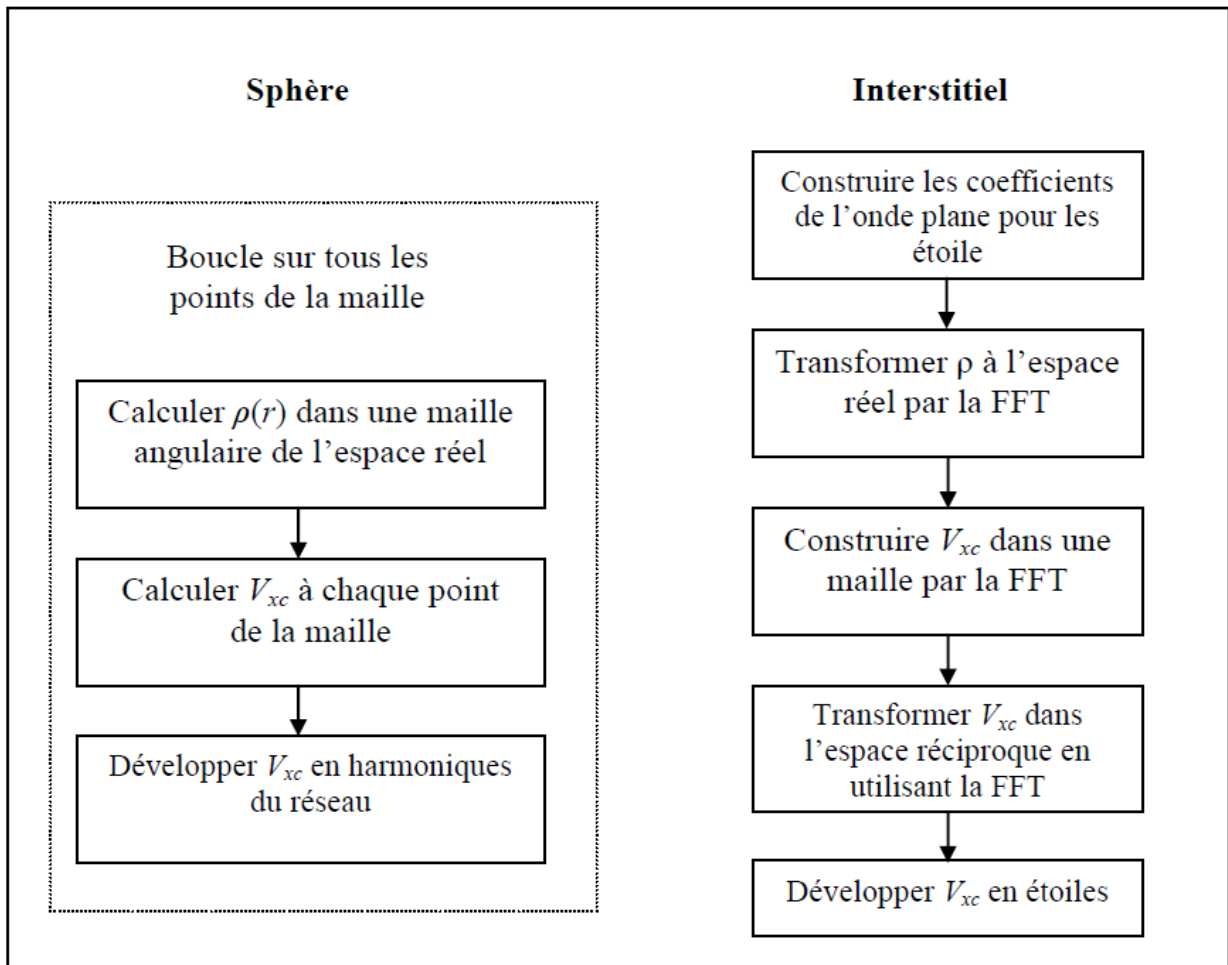 Sphère
Boucle sur tous les
points de la maille
Calculer ρ(r) dans une maille
angulaire de l’espace réel
Calculer Vxc à chaque point
de la maille
Développer Vxc en harmoniques
du réseau
Interstitiel
Construire les coefficients
de l’onde plane pour les
étoile
Transformer ρ à l’espace
réel par la FFT
Construire Vxc dans une
maille par la FFT
Transformer Vxc dans
l’espace réciproque en
utilisant la FFT
Développer Vxc en étoiles